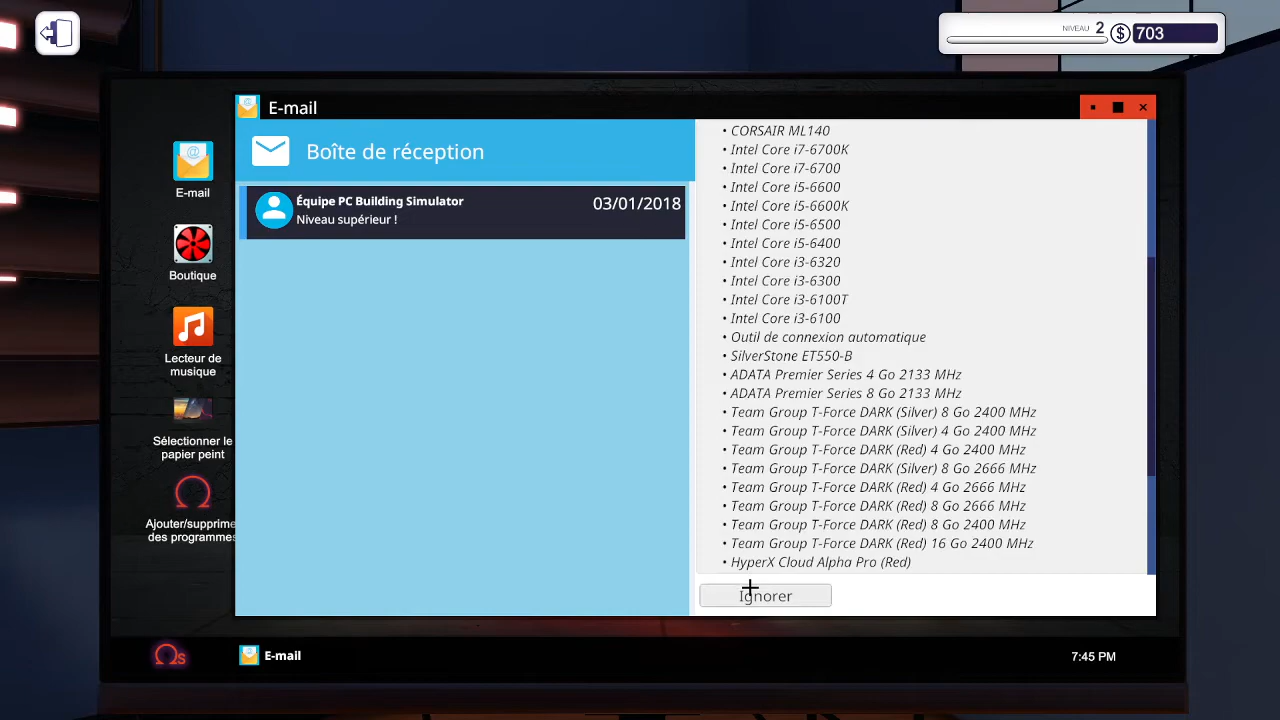 NIVEAU 2 $ 703
E-mail
Boîte de réception
Équipe PC Building Simulator 03/01/2018
Niveau supérieur !
E-mail
Boutique
Lecteur de
musique
Sélectionner le
papier peint
Ajouter/supprime
des programmes
• CORSAIR ML140
• Intel Core i7-6700K
• Intel Core i7-6700
• Intel Core i5-6600
• Intel Core i5-6600K
• Intel Core i5-6500
• Intel Core i5-6400
• Intel Core i3-6320
• Intel Core i3-6300
• Intel Core i3-6100T
• Intel Core i3-6100
• Outil de connexion automatique
• SilverStone ET550-B
• ADATA Premier Series 4 Go 2133 MHz
• ADATA Premier Series 8 Go 2133 MHz
• Team Group T-Force DARK (Silver) 8 Go 2400 MHz
• Team Group T-Force DARK (Silver) 4 Go 2400 MHz
• Team Group T-Force DARK (Red) 4 Go 2400 MHz
• Team Group T-Force DARK (Silver) 8 Go 2666 MHz
• Team Group T-Force DARK (Red) 4 Go 2666 MHz
• Team Group T-Force DARK (Red) 8 Go 2666 MHz
• Team Group T-Force DARK (Red) 8 Go 2400 MHz
• Team Group T-Force DARK (Red) 16 Go 2400 MHz
• HyperX Cloud Alpha Pro (Red)
Ignorer
Ωs
E-mail
7:45 PM